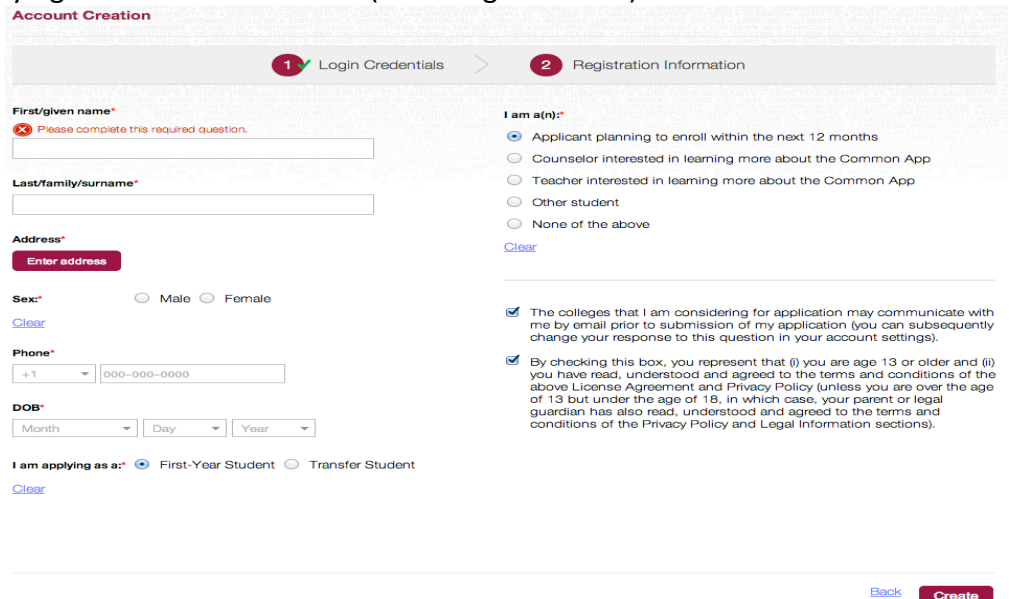 Account Creation
1 Login Credentials
2 Registration Information
First/given name*
Please complete this required question.
Last/family/surname*
Address*
Enter address
Sex:* Male Female
Clear
Phone*
+1 000-000-0000
DOB*
Month Day Year
I am applying as a:* First-Year Student Transfer Student
Clear
I am a(n):*
Applicant planning to enroll within the next 12 months
Counselor interested in learning more about the Common App
Teacher interested in learning more about the Common App
Other student
None of the above
Clear
The colleges that I am considering for application may communicate with
me by email prior to submission of my application (you can subsequently
change your response to this question in your account settings).
By checking this box, you represent that (i) you are age 13 or older and (ii)
you have read, understood and agreed to the terms and conditions of the
above License Agreement and Privacy Policy (unless you are over the age
of 13 but under the age of 18, in which case, your parent or legal
guardian has also read, understood and agreed to the terms and
conditions of the Privacy Policy and Legal Information sections).
Back Create